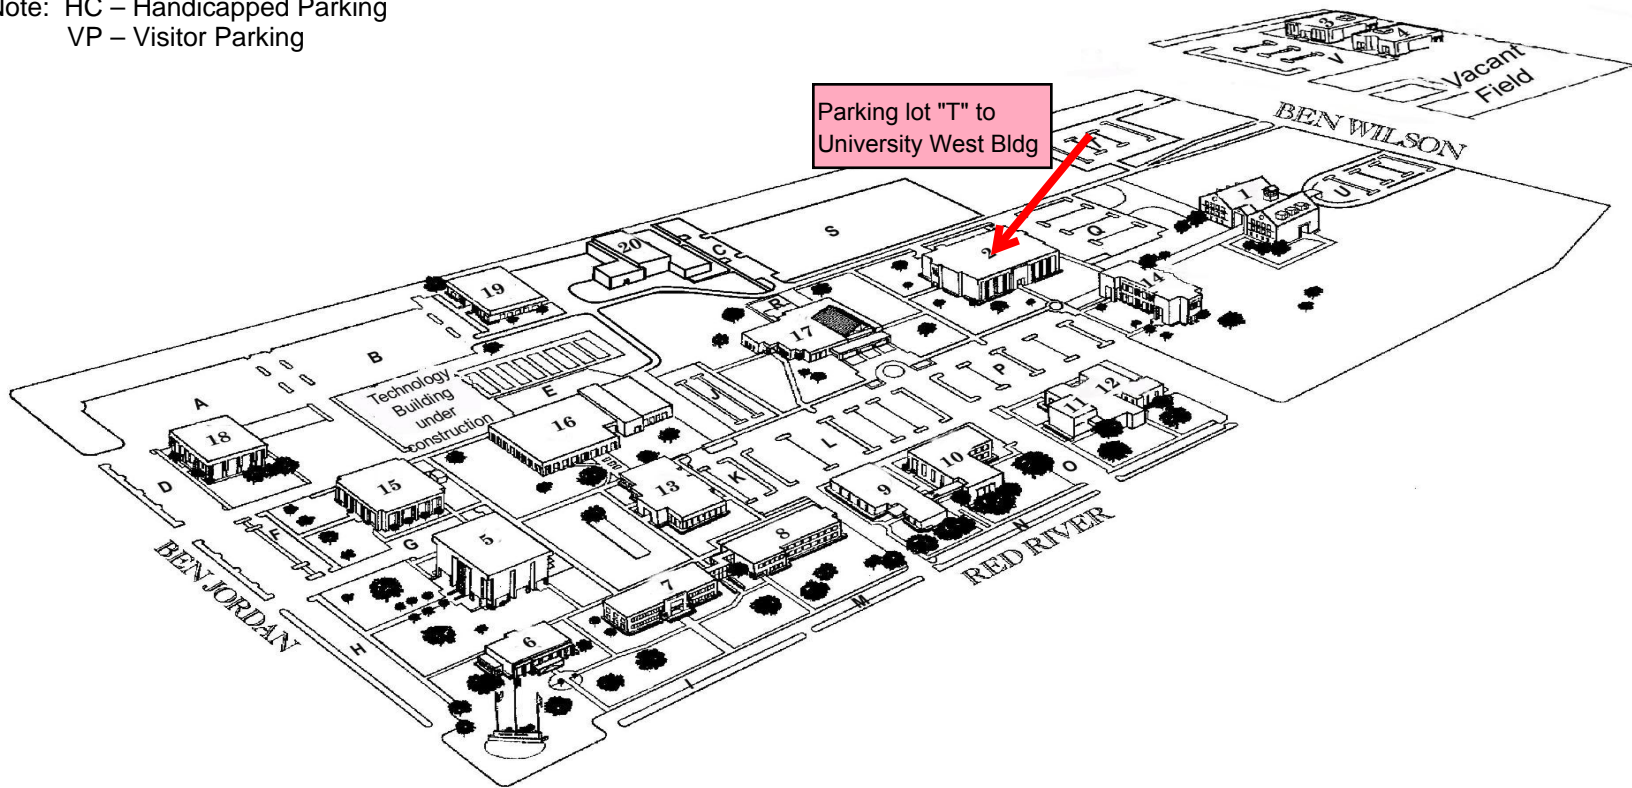 Note: HC – Handicapped Parking
VP – Visitor Parking
3
4
V
Vacant
Field
BEN WILSON
Parking lot "T" to
University West Bldg
1
U
S
Q
2
20
C
19
R
17
14
B
P
12
11
Technology
Building
under
construction
E
J
A
16
L
18
10
O
K
13
9
D
15
N
8
F
G
5
RED RIVER
BEN JORDAN
7
M
6
H
I